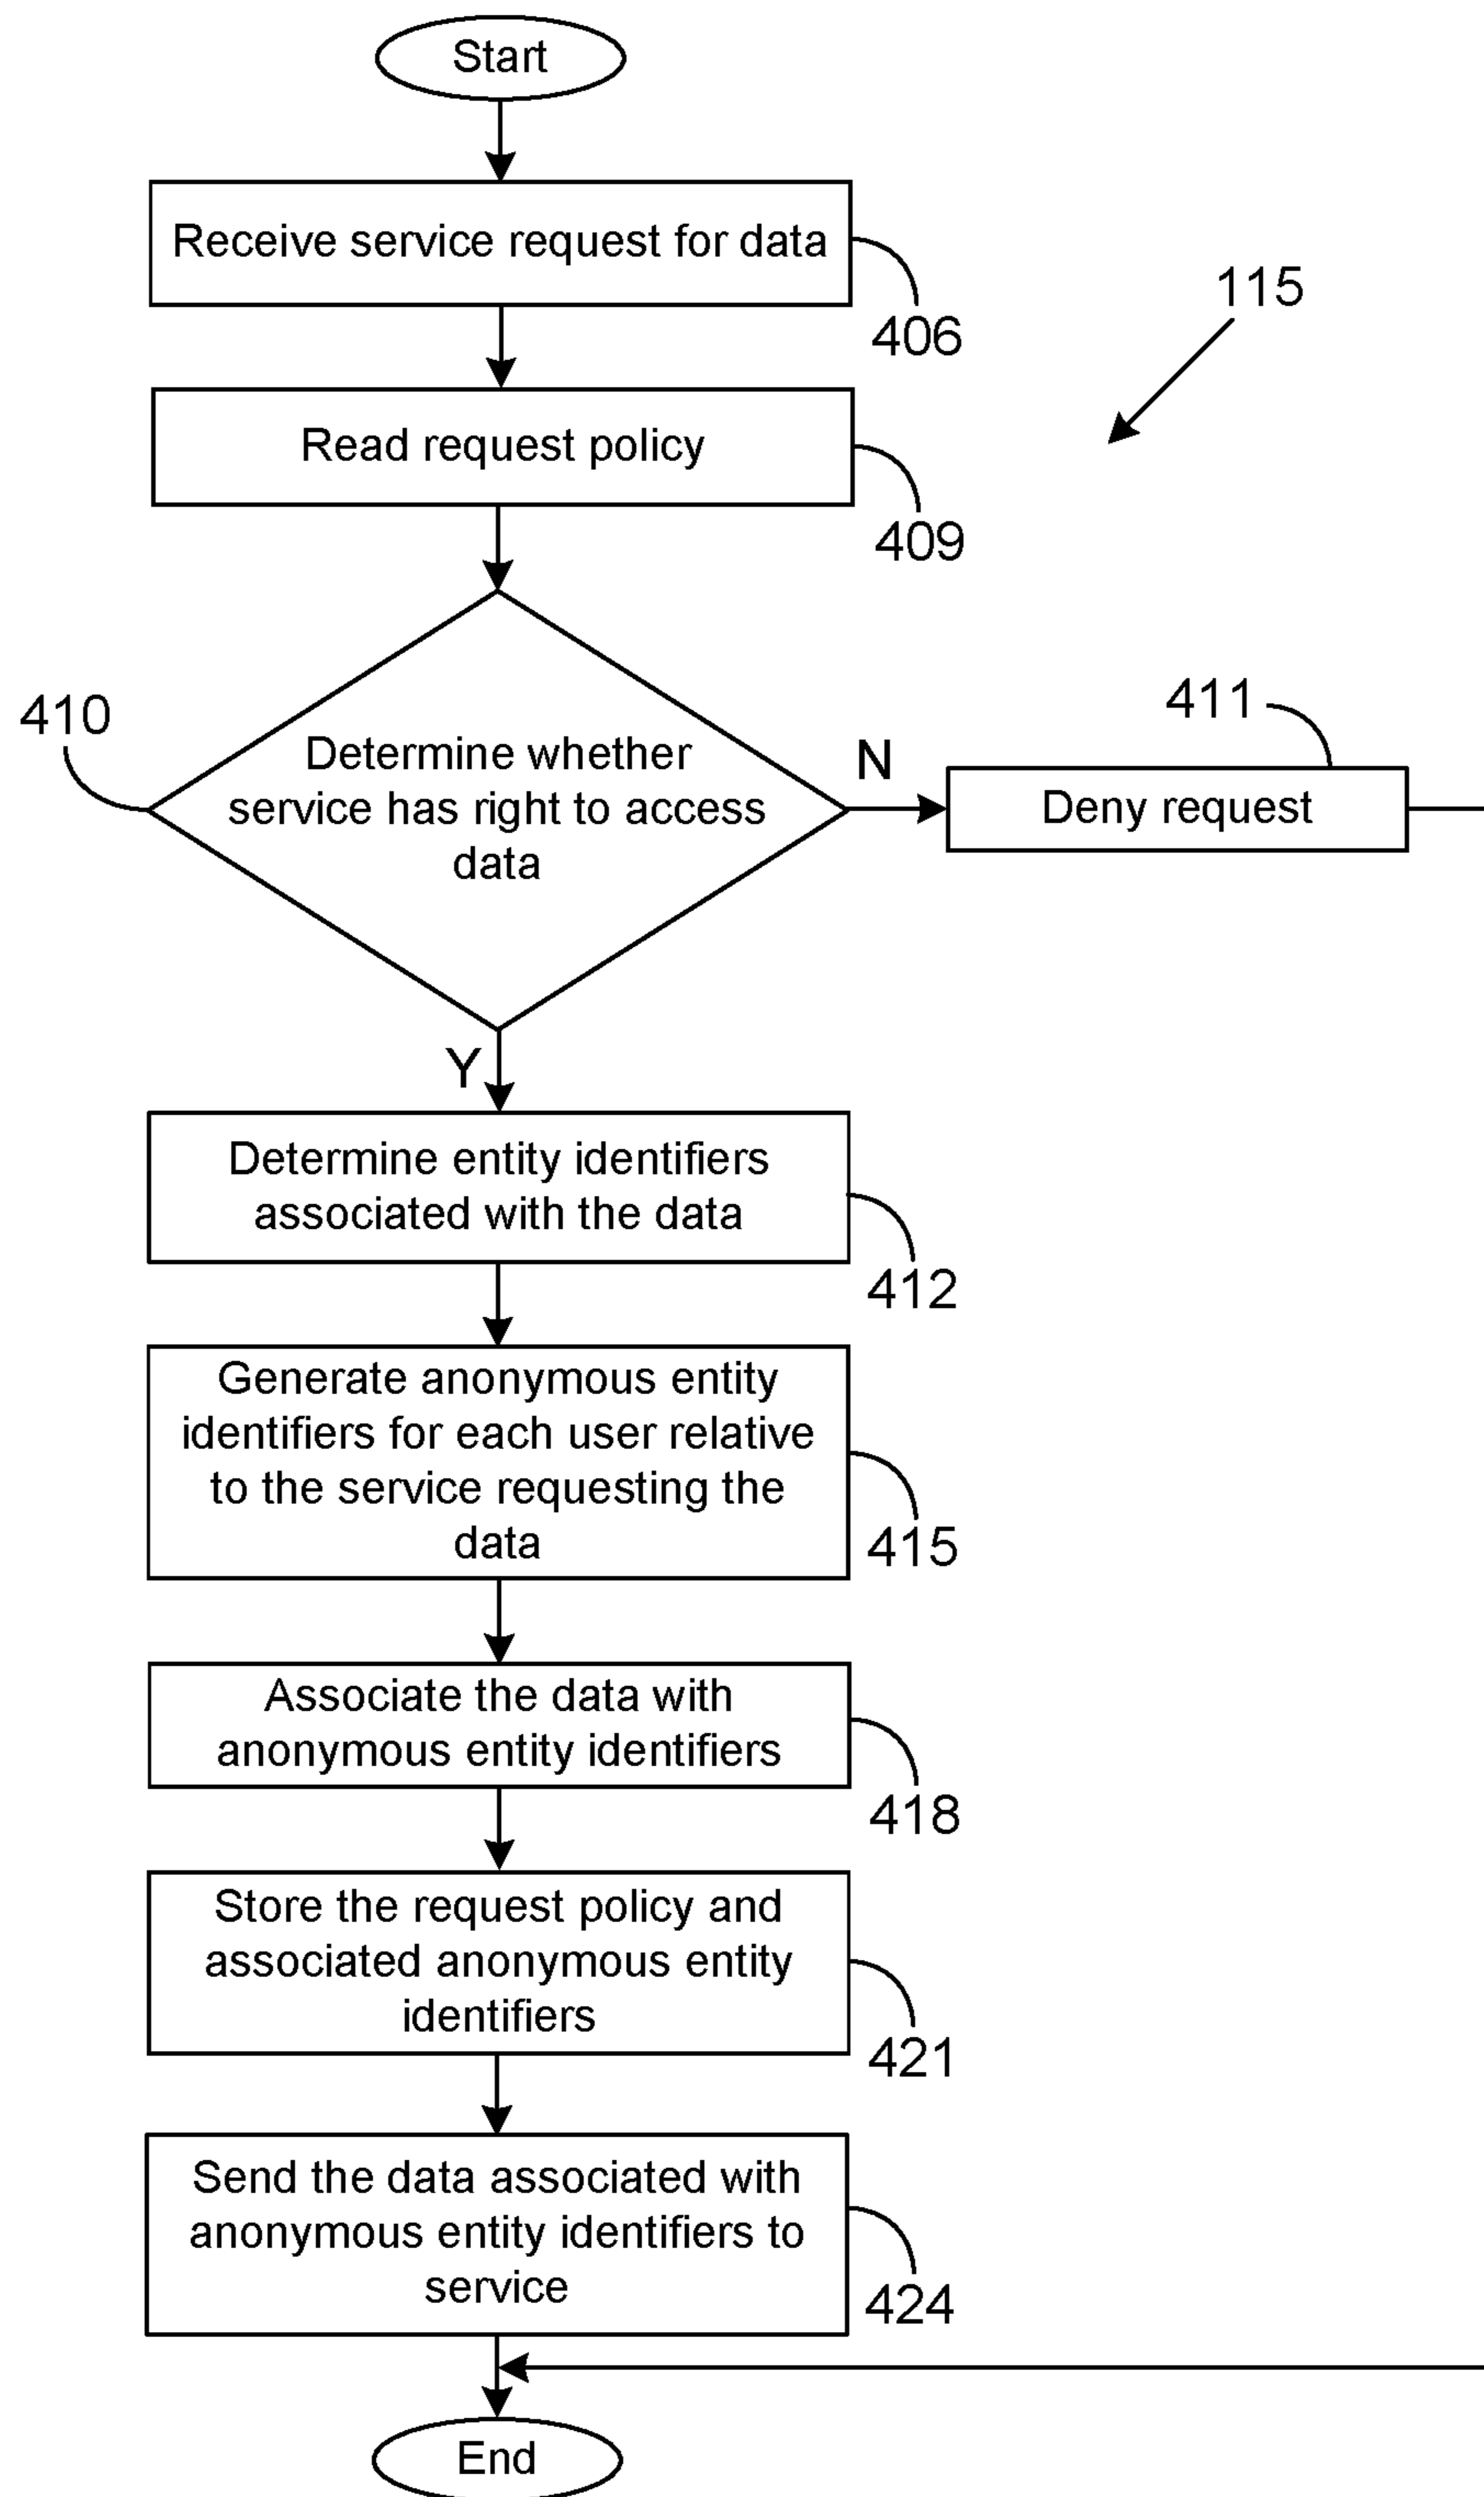 Start
Receive service request for data
406
115
Read request policy
409
410
Determine whether
service has right to access
data
N
411
Deny request
Y
Determine entity identifiers
associated with the data
412
Generate anonymous entity
identifiers for each user relative
to the service requesting the
data
415
Associate the data with
anonymous entity identifiers
418
Store the request policy and
associated anonymous entity
identifiers
421
Send the data associated with
anonymous entity identifiers to
service
424
End